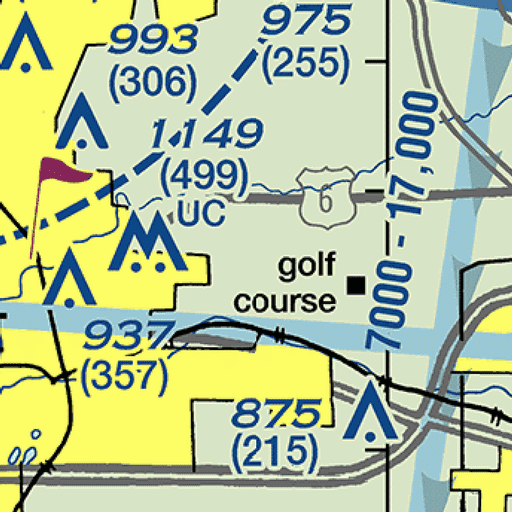 975
(255)
993
(306)
1149
(499)
UC
6
7000 - 17,000
golf
course
937
(357)
875
(215)